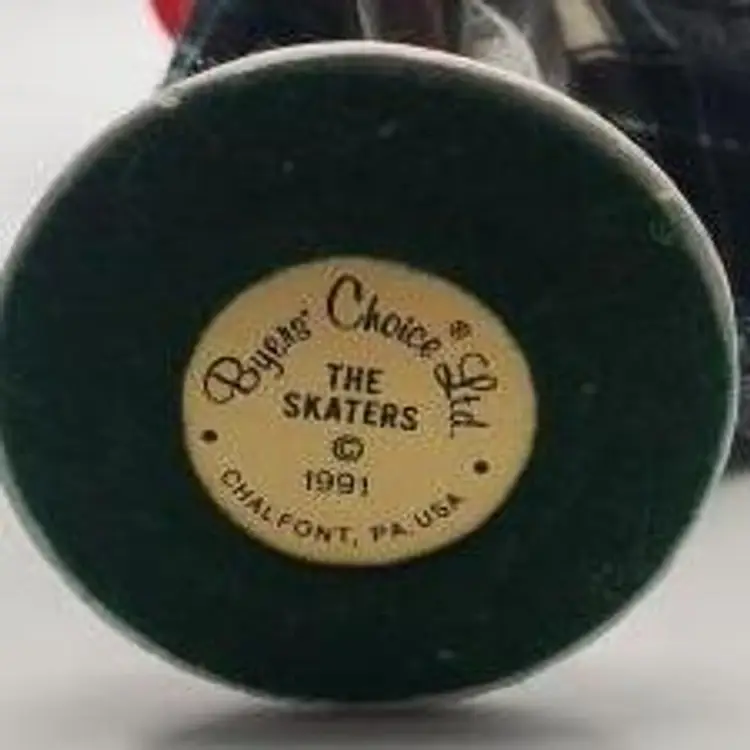 Byers' Choice® Ltd.
THE
SKATERS
©
1991
CHALFONT, PA. USA